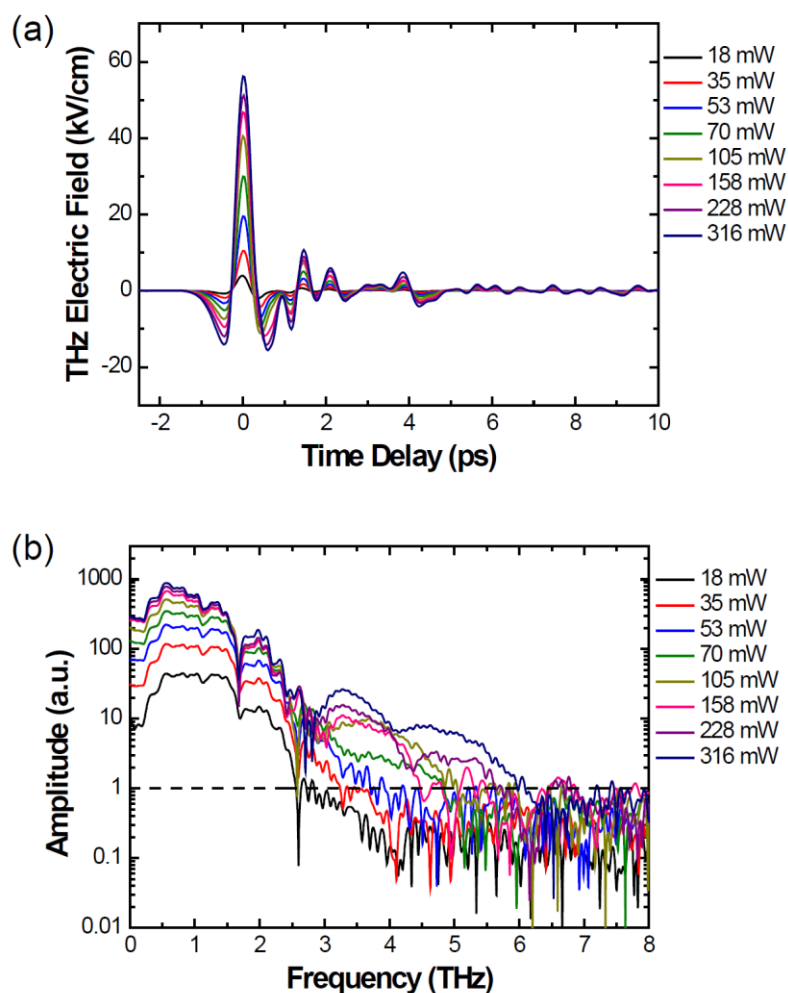 (a)
THz Electric Field (kV/cm)
60
40
20
0
-20
-2
0
2
4
6
8
10
Time Delay (ps)
18 mW
35 mW
53 mW
70 mW
105 mW
158 mW
228 mW
316 mW
(b)
Amplitude (a.u.)
1000
100
10
1
0.1
0.01
0
1
2
3
4
5
6
7
8
Frequency (THz)
18 mW
35 mW
53 mW
70 mW
105 mW
158 mW
228 mW
316 mW